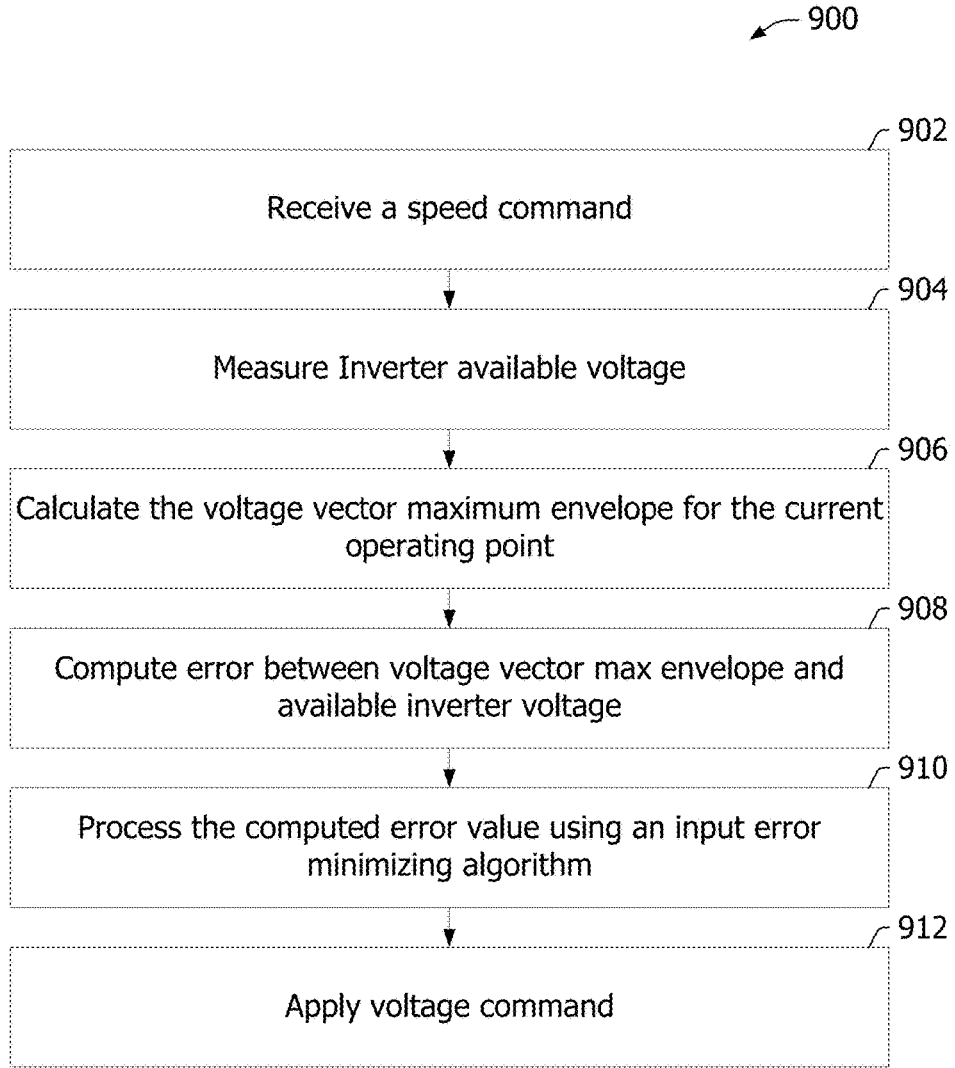 900
902
Receive a speed command
904
Measure Inverter available voltage
906
Calculate the voltage vector maximum envelope for the current
operating point
908
Compute error between voltage vector max envelope and
available inverter voltage
910
Process the computed error value using an input error
minimizing algorithm
912
Apply voltage command